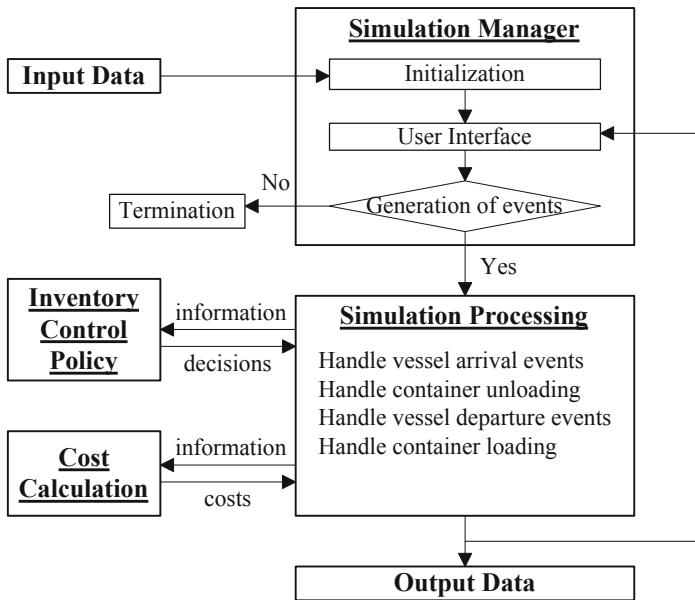 Simulation Manager
Input Data
Initialization
User Interface
No
Generation of events
Termination
Yes
Inventory
Control
Policy
information
decisions
Simulation Processing
Handle vessel arrival events
Handle container unloading
Handle vessel departure events
Handle container loading
Cost
Calculation
information
costs
Output Data